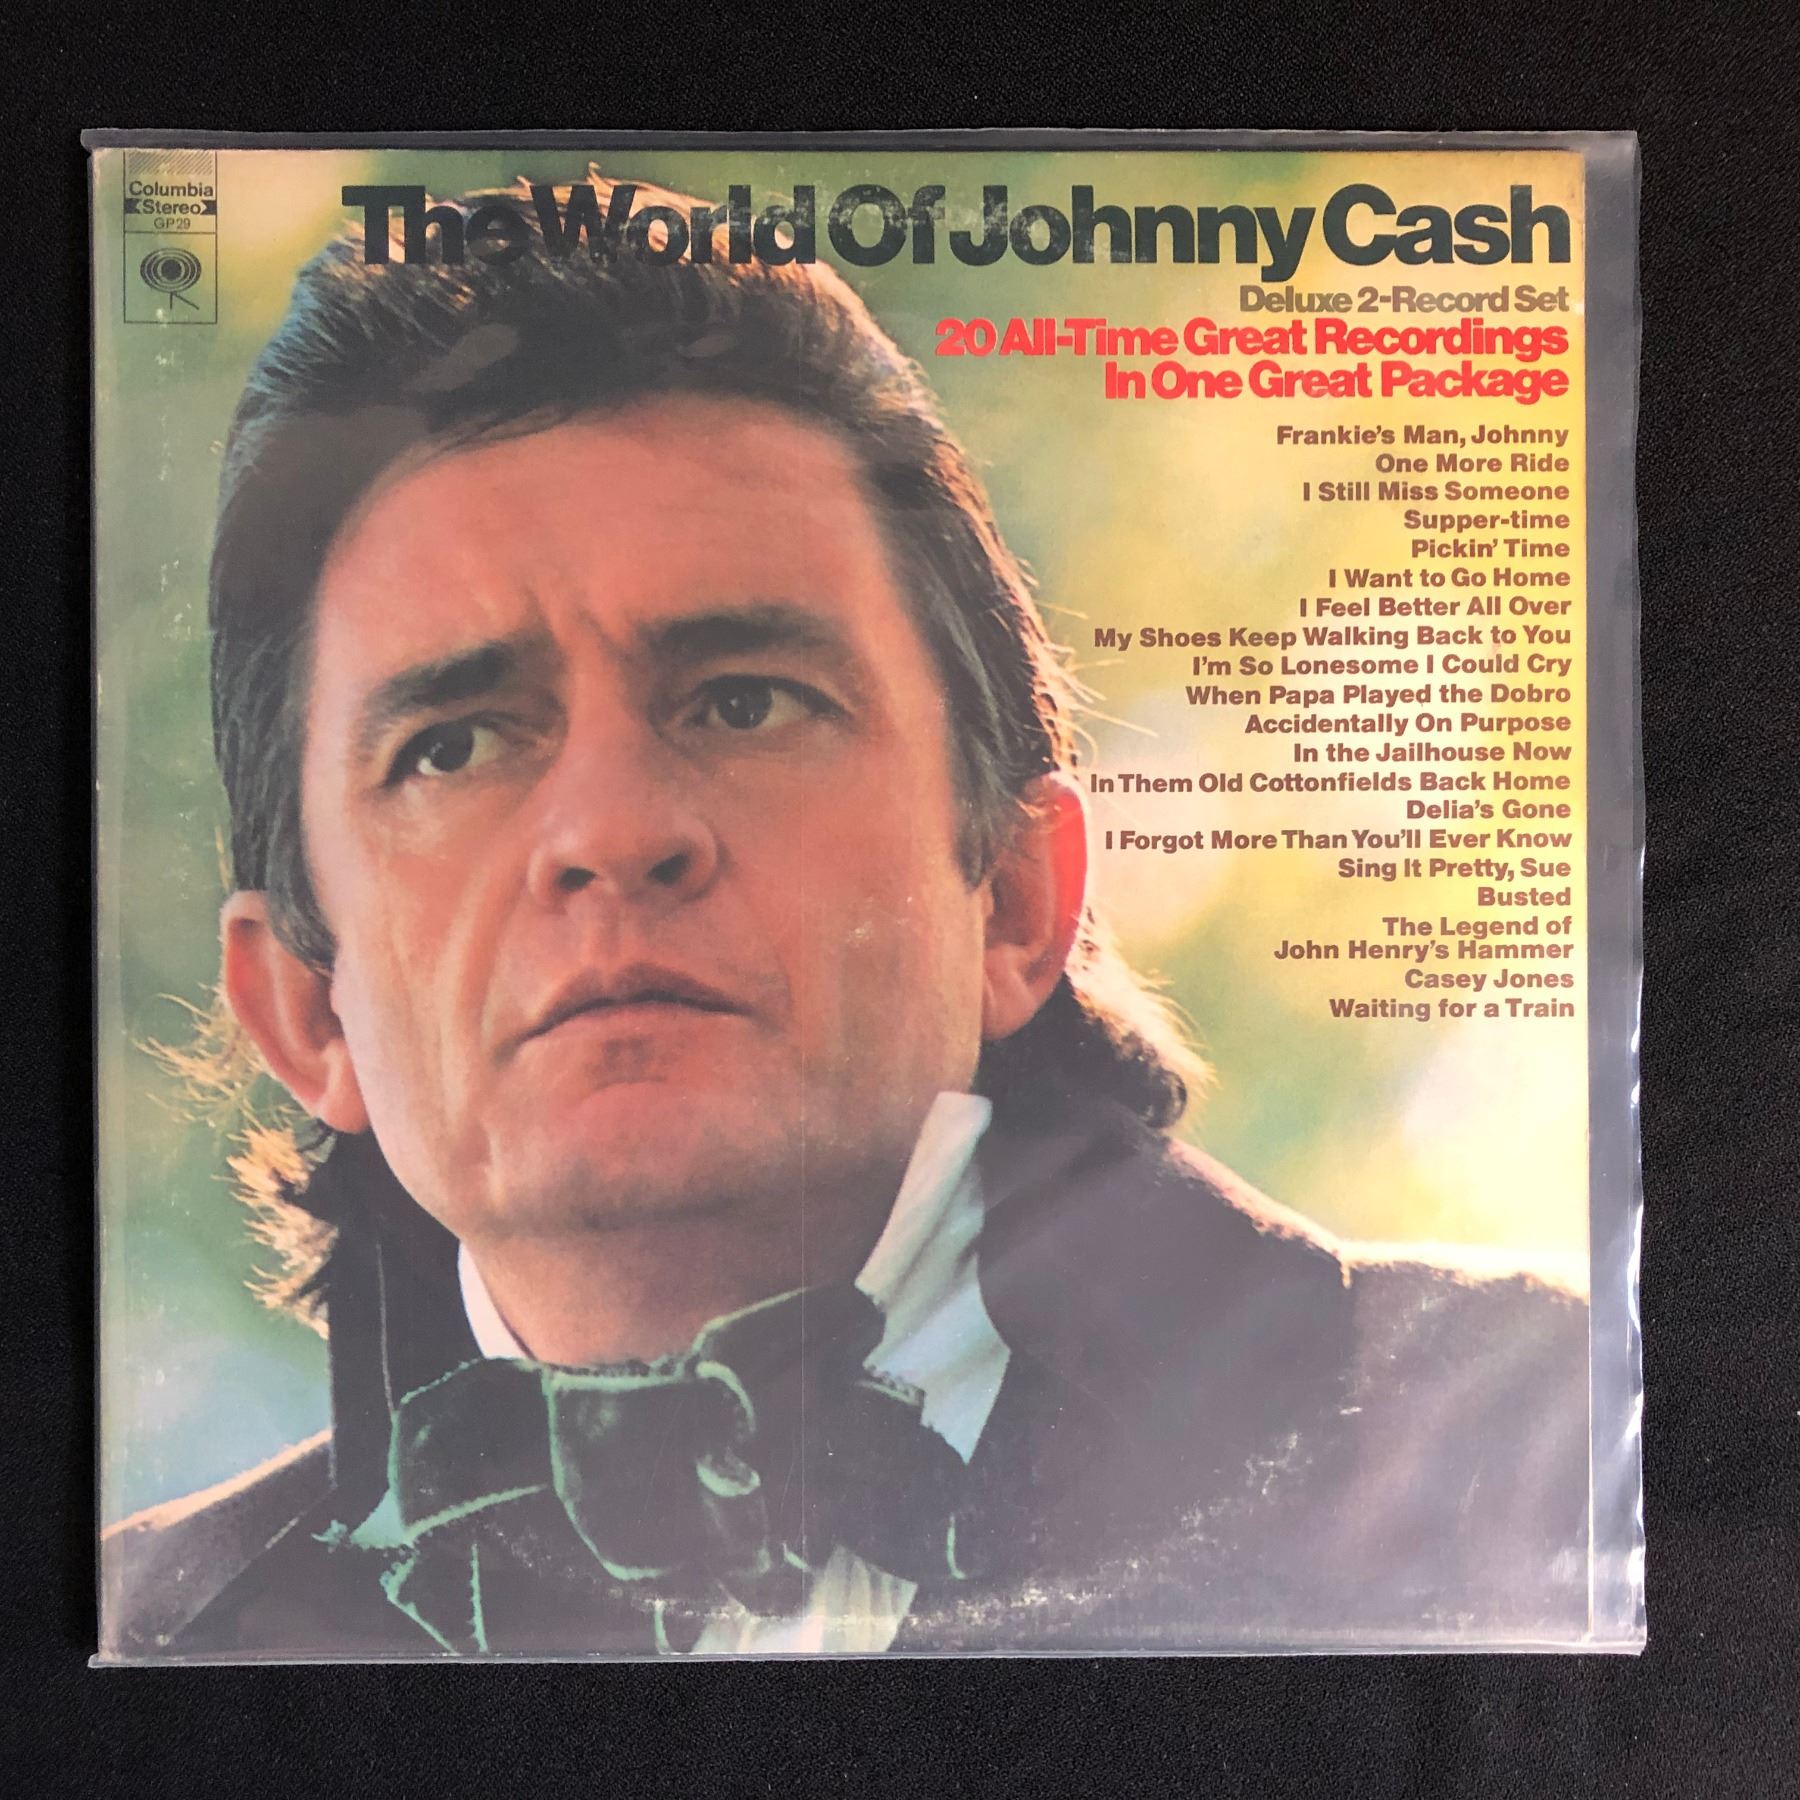 Columbia
Stereo
GP29
The World Of Johnny Cash
Deluxe 2-Record Set
20 All-Time Great Recordings
In One Great Package
Frankie's Man, Johnny
One More Ride
I Still Miss Someone
Supper-time
Pickin' Time
I Want to Go Home
I Feel Better All Over
My Shoes Keep Walking Back to You
I'm So Lonesome I Could Cry
When Papa Played the Dobro
Accidentally On Purpose
In the Jailhouse Now
In Them Old Cottonfields Back Home
Delia's Gone
I Forgot More Than You'll Ever Know
Sing It Pretty, Sue
Busted
The Legend of
John Henry's Hammer
Casey Jones
Waiting for a Train